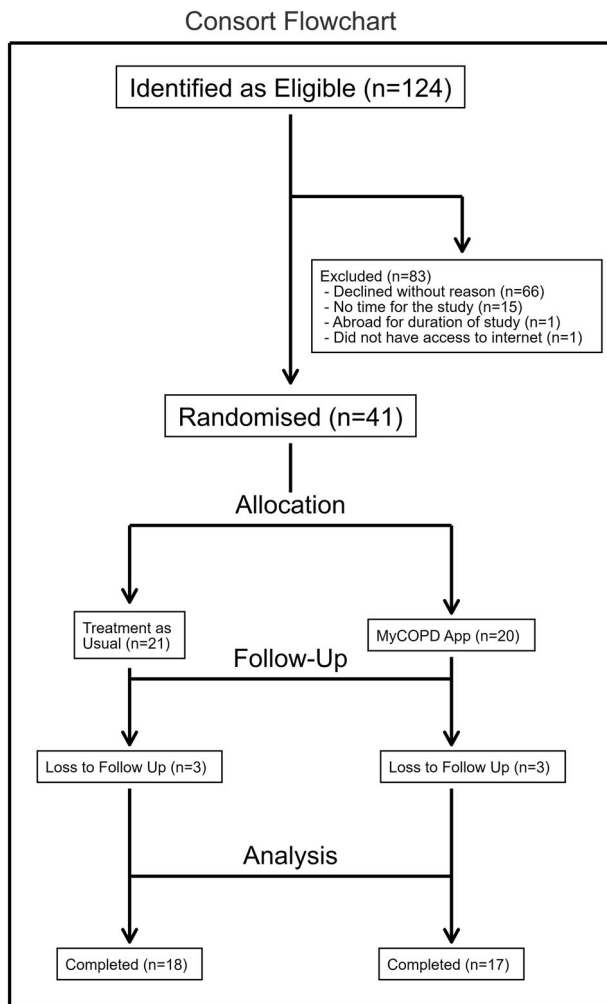 Consort Flowchart
Identified as Eligible (n=124)
Excluded (n=83)
- Declined without reason (n=66)
- No time for the study (n=15)
- Abroad for duration of study (n=1)
- Did not have access to internet (n=1)
Randomised (n=41)
Allocation
Treatment as
Usual (n=21)
MyCOPD App (n=20)
Follow-Up
Loss to Follow Up (n=3)
Loss to Follow Up (n=3)
Analysis
Completed (n=18)
Completed (n=17)